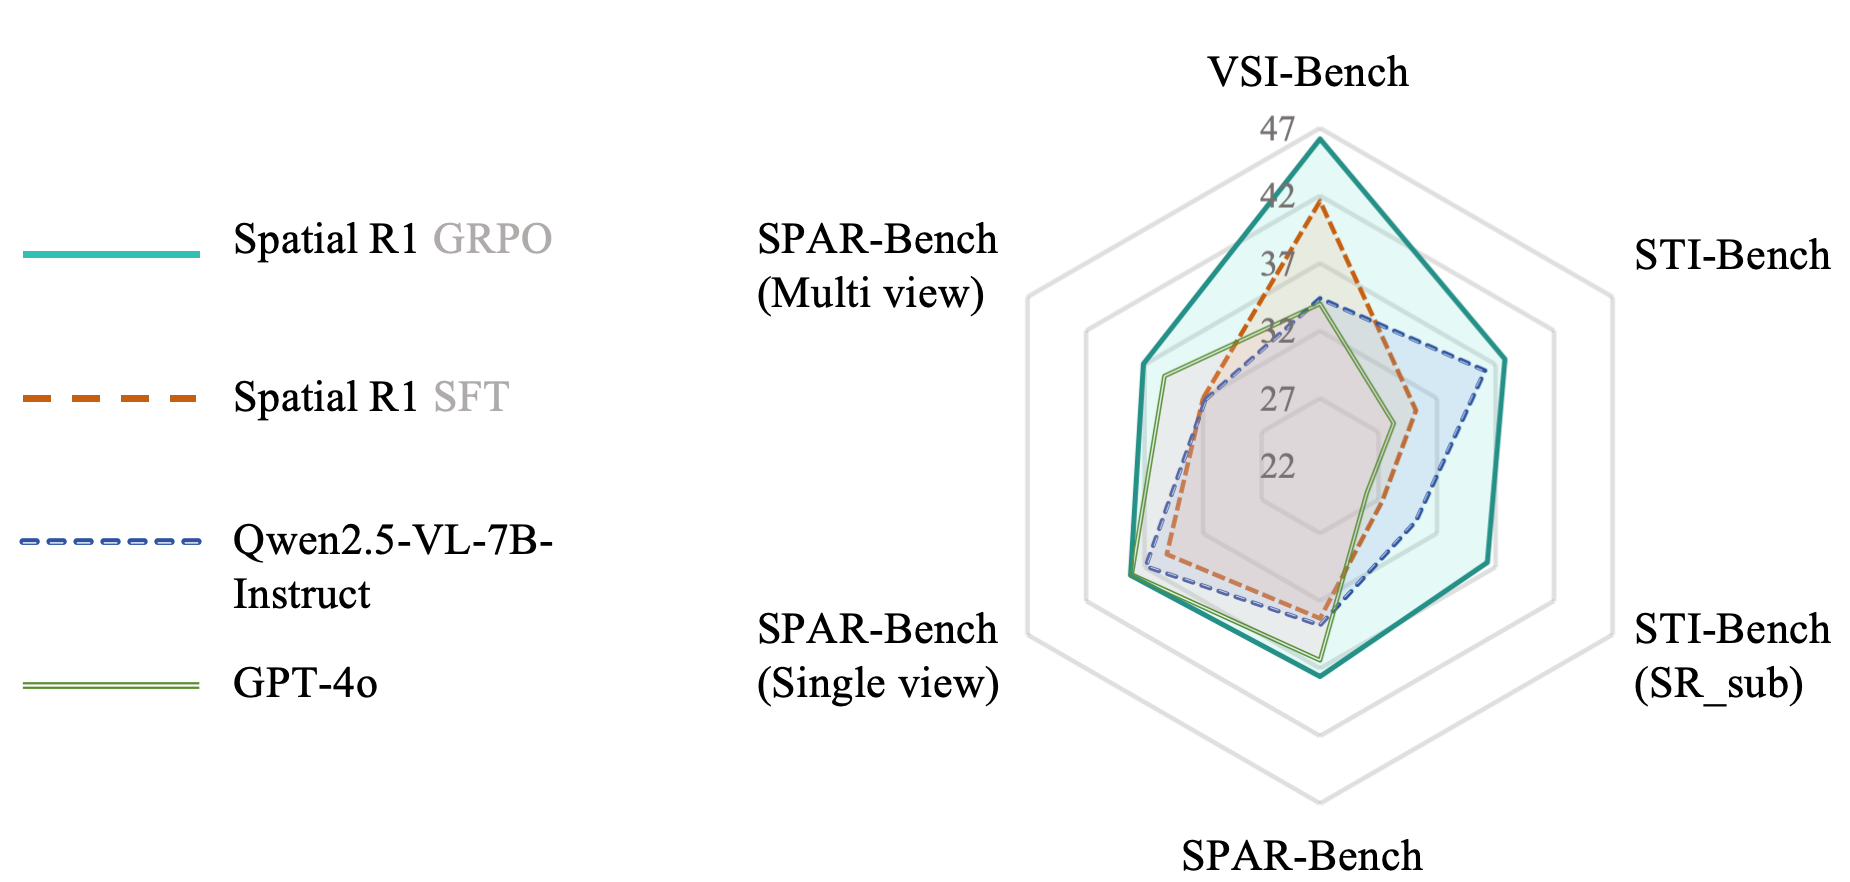 Spatial R1 GRPO
Spatial R1 SFT
Qwen2.5-VL-7B-
Instruct
GPT-4o
VSI-Bench
STI-Bench
STI-Bench
(SR_sub)
SPAR-Bench
SPAR-Bench
(Single view)
SPAR-Bench
(Multi view)
47
42
37
32
27
22